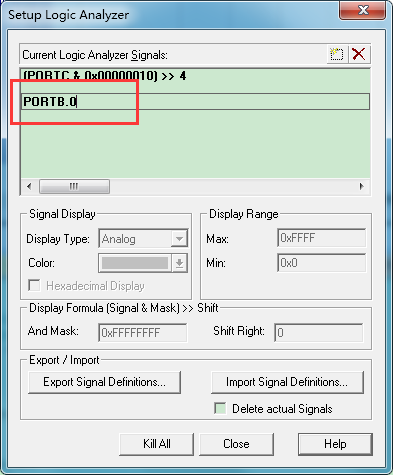 Setup Logic Analyzer
Current Logic Analyzer Signals:
(PORTC & 0x00000010) >> 4
PORTB.0
Signal Display
Display Type: Analog
Color:
Hexadecimal Display
Display Range
Max: 0xFFFF
Min: 0x0
Display Formula (Signal & Mask) >> Shift
And Mask: 0xFFFFFFFF Shift Right: 0
Export / Import
Export Signal Definitions... Import Signal Definitions...
Delete actual Signals
Kill All Close Help